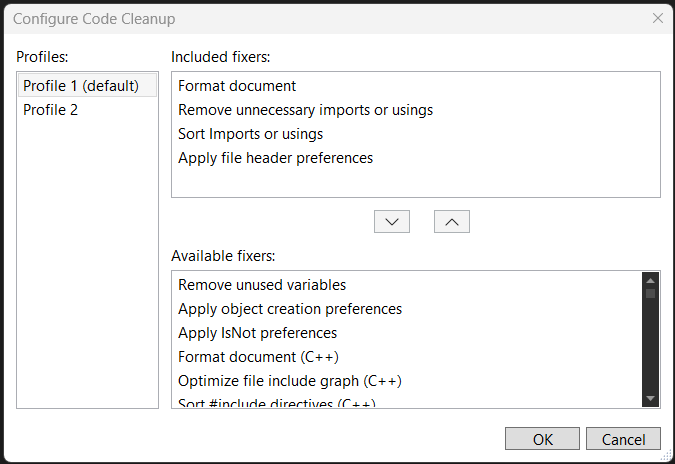 Configure Code Cleanup
Profiles:
Profile 1 (default)
Profile 2
Included fixers:
Format document
Remove unnecessary imports or usings
Sort Imports or usings
Apply file header preferences
Available fixers:
Remove unused variables
Apply object creation preferences
Apply IsNot preferences
Format document (C++)
Optimize file include graph (C++)
Sort #include directives (C++)
OK
Cancel